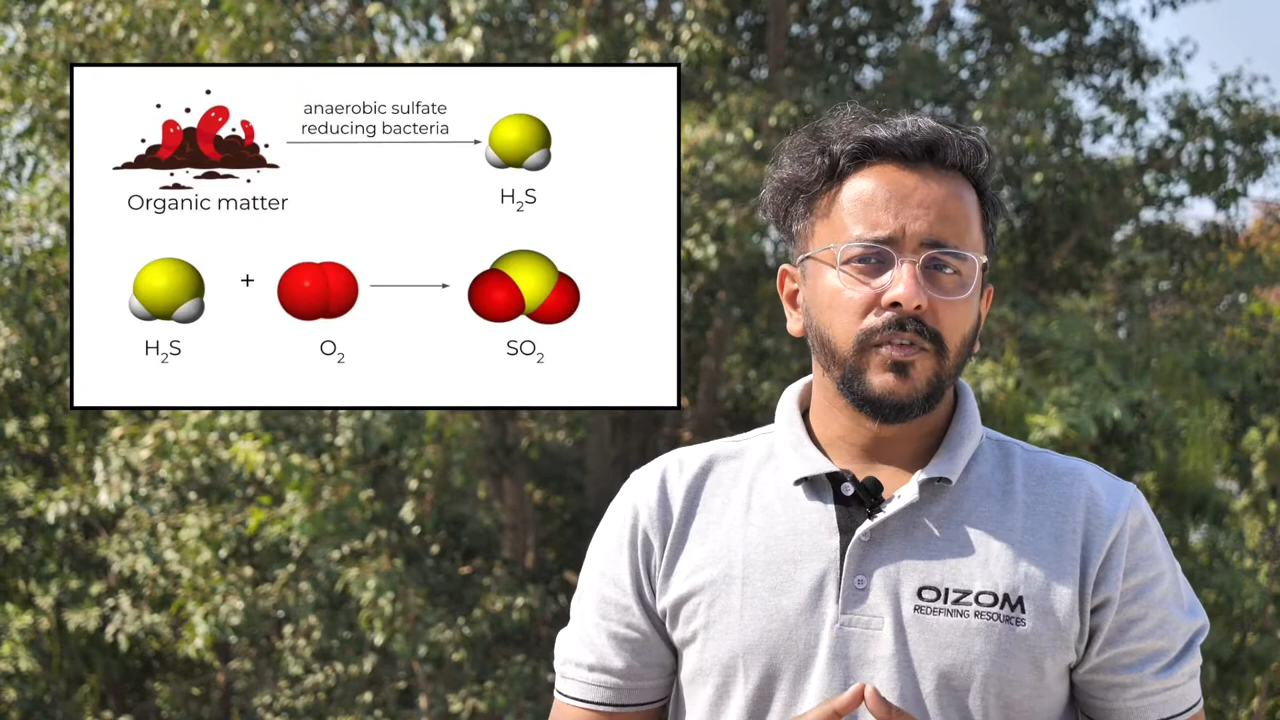 anaerobic sulfate
reducing bacteria
Organic matter
H₂S
+
H₂S
O₂
SO₂
OIZOM
REDEFINING RESOURCES